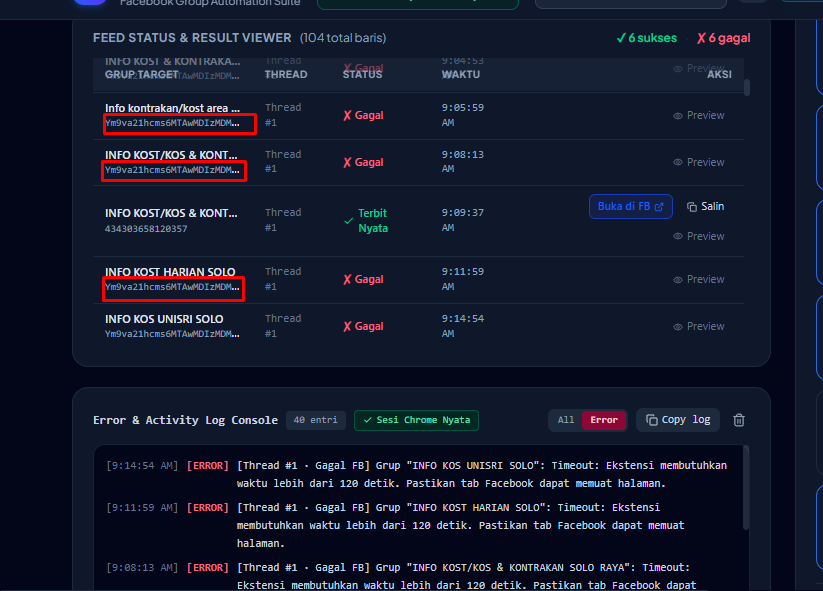 Facebook Group Automation Suite
FEED STATUS & RESULT VIEWER (104 total baris) ✓ 6 sukses ✗ 6 gagal
INFO KOST & KONTRAKA... Thread ✗ Gagal 9:04:53 Preview
GRUP TARGET THREAD STATUS WAKTU AKSI
Info kontrakan/kost area ... Thread 9:05:59
Ym9va21hcms6MTAwMDIzMDM... #1 ✗ Gagal AM Preview
INFO KOST/KOS & KONT... Thread 9:08:13
Ym9va21hcms6MTAwMDIzMDM... #1 ✗ Gagal AM Preview
INFO KOST/KOS & KONT... Thread ✓ Terbit 9:09:37 Buka di FB Salin
434303658120357 #1 Nyata AM Preview
INFO KOST HARIAN SOLO Thread 9:11:59
Ym9va21hcms6MTAwMDIzMDM... #1 ✗ Gagal AM Preview
INFO KOS UNISRI SOLO Thread 9:14:54
Ym9va21hcms6MTAwMDIzMDM... #1 ✗ Gagal AM Preview
Error & Activity Log Console 40 entri ✓ Sesi Chrome Nyata All Error Copy log
[9:14:54 AM] [ERROR] [Thread #1 · Gagal FB] Grup "INFO KOS UNISRI SOLO": Timeout: Ekstensi membutuhkan
waktu lebih dari 120 detik. Pastikan tab Facebook dapat memuat halaman.
[9:11:59 AM] [ERROR] [Thread #1 · Gagal FB] Grup "INFO KOST HARIAN SOLO": Timeout: Ekstensi
membutuhkan waktu lebih dari 120 detik. Pastikan tab Facebook dapat memuat
halaman.
[9:08:13 AM] [ERROR] [Thread #1 · Gagal FB] Grup "INFO KOST/KOS & KONTRAKAN SOLO RAYA": Timeout:
Ekstensi membutuhkan waktu lebih dari 120 detik. Pastikan tab Facebook dapat